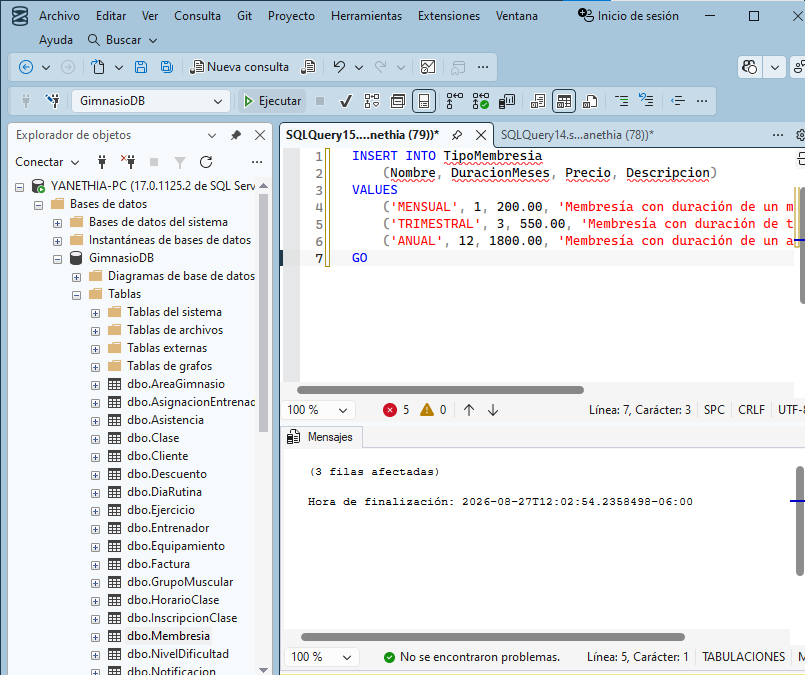 Archivo Editar Ver Consulta Git Proyecto Herramientas Extensiones Ventana Inicio de sesión
Ayuda Buscar
Nueva consulta
GimnasioDB Ejecutar
Explorador de objetos
Conectar
YANETHIA-PC (17.0.1125.2 de SQL Serv
Bases de datos
Bases de datos del sistema
Instantáneas de bases de datos
GimnasioDB
Diagramas de base de datos
Tablas
Tablas del sistema
Tablas de archivos
Tablas externas
Tablas de grafos
dbo.AreaGimnasio
dbo.AsignacionEntrenad
dbo.Asistencia
dbo.Clase
dbo.Cliente
dbo.Descuento
dbo.DiaRutina
dbo.Ejercicio
dbo.Entrenador
dbo.Equipamiento
dbo.Factura
dbo.GrupoMuscular
dbo.HorarioClase
dbo.InscripcionClase
dbo.Membresia
dbo.NivelDificultad
dbo.Notificacion
SQLQuery15....nethia (79))* SQLQuery14.s...anethia (78))*
1 INSERT INTO TipoMembresia
2 (Nombre, DuracionMeses, Precio, Descripcion)
3 VALUES
4 ('MENSUAL', 1, 200.00, 'Membresía con duración de un m
5 ('TRIMESTRAL', 3, 550.00, 'Membresía con duración de t
6 ('ANUAL', 12, 1800.00, 'Membresía con duración de un a
7 GO
100 % 5 0 Línea: 7, Carácter: 3 SPC CRLF UTF-8
Mensajes
(3 filas afectadas)
Hora de finalización: 2026-08-27T12:02:54.2358498-06:00
100 % No se encontraron problemas. Línea: 5, Carácter: 1 TABULACIONES M